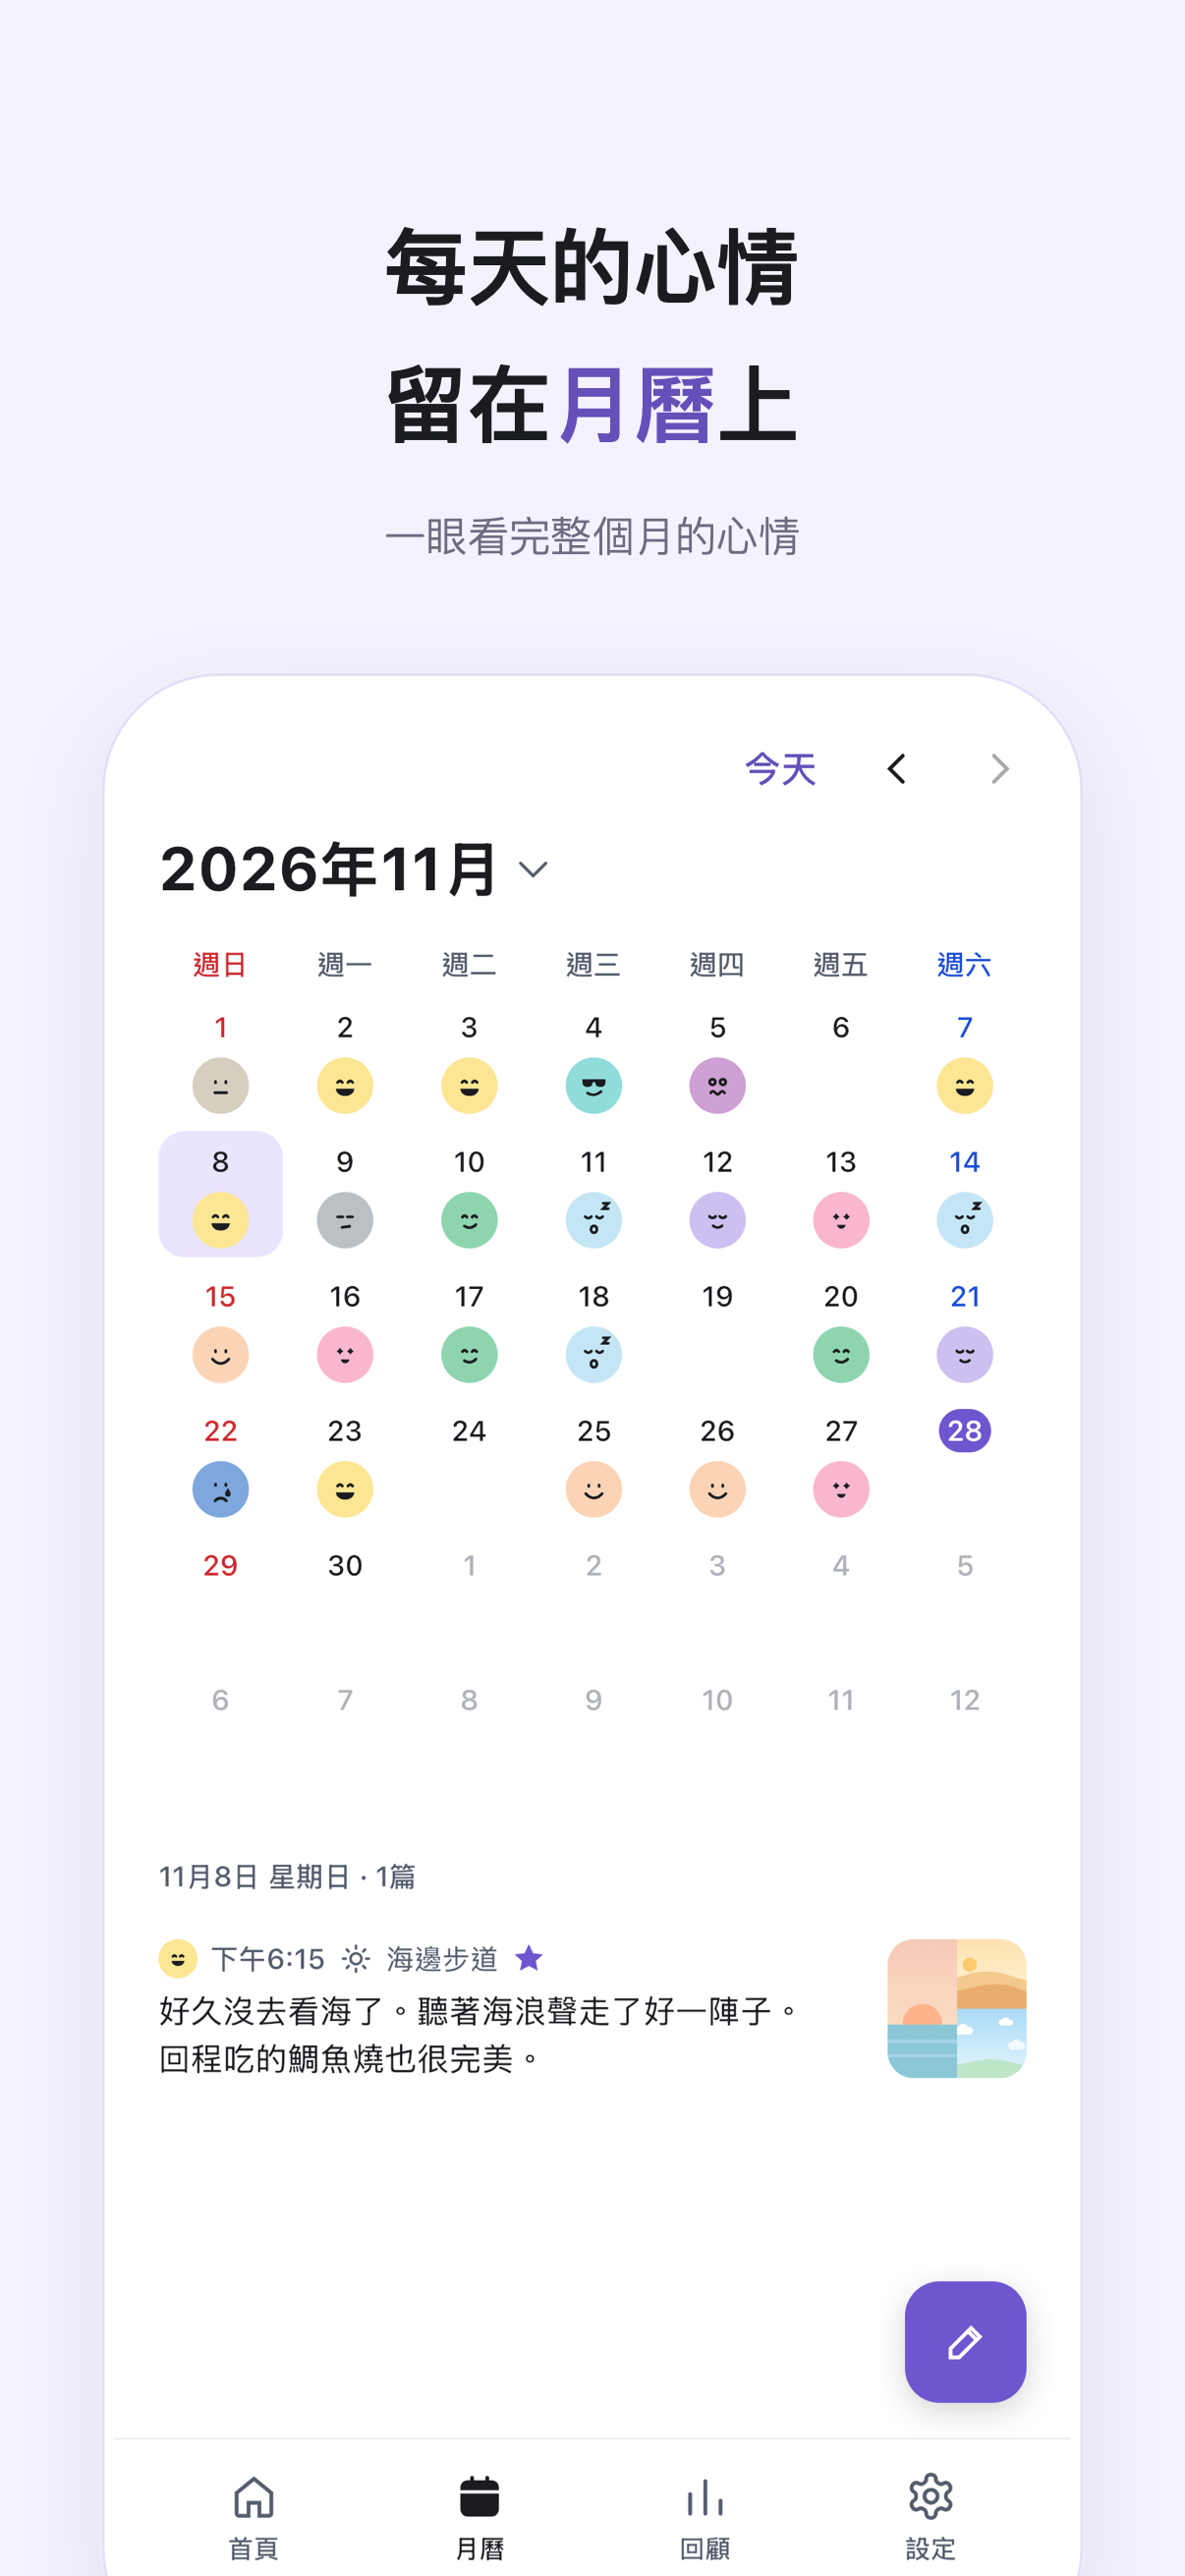 每天的心情
留在月曆上
一眼看完整個月的心情
今天
2026年11月
週日 週一 週二 週三 週四 週五 週六
1 2 3 4 5 6 7
8 9 10 11 12 13 14
15 16 17 18 19 20 21
22 23 24 25 26 27 28
29 30 1 2 3 4 5
6 7 8 9 10 11 12
11月8日 星期日 · 1篇
下午6:15 海邊步道
好久沒去看海了。聽著海浪聲走了好一陣子。
回程吃的鯛魚燒也很完美。
首頁 月曆 回顧 設定